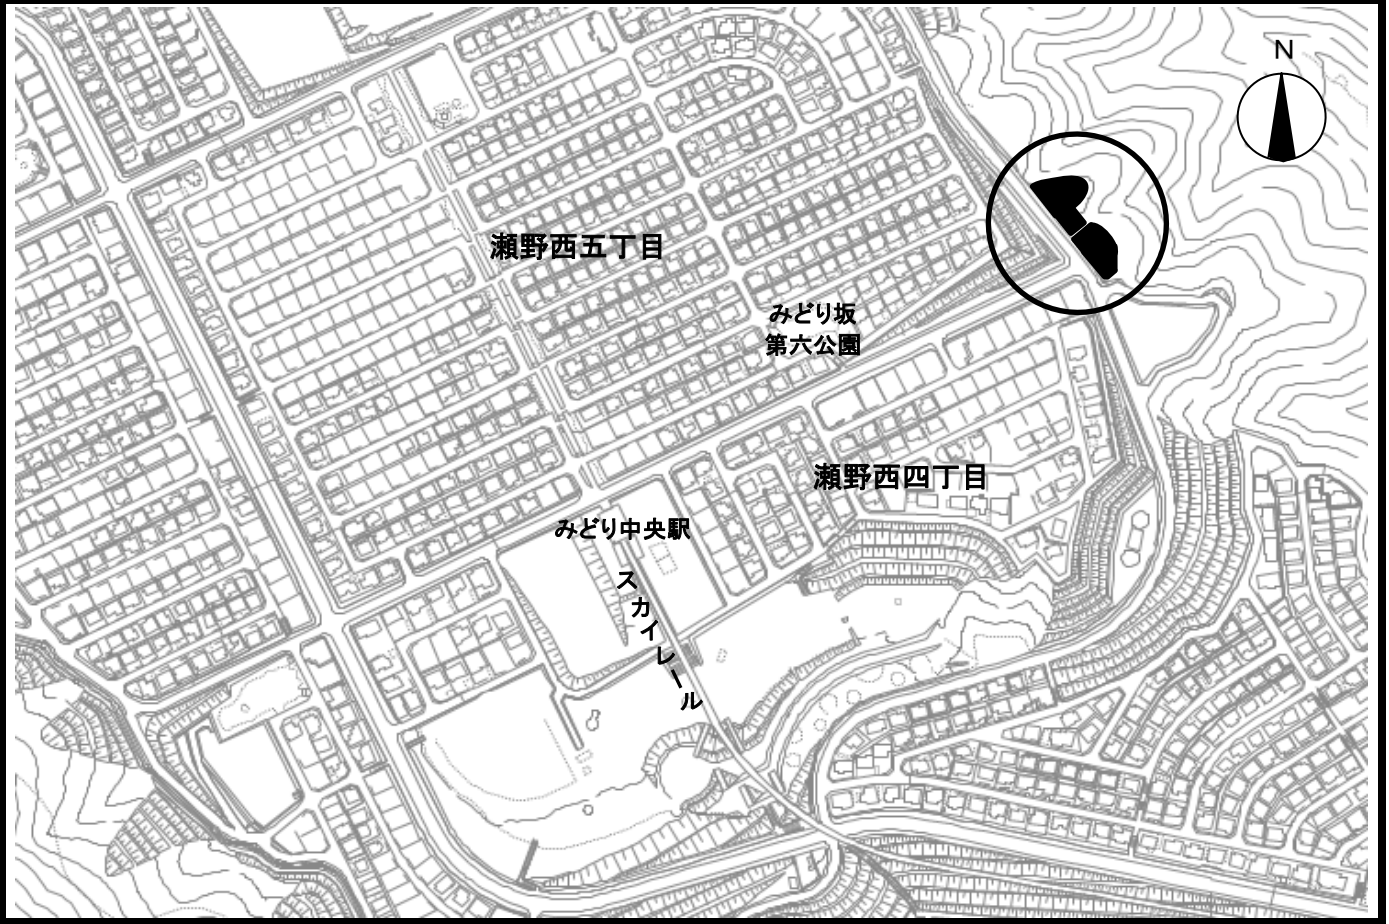 N
瀬野西五丁目
みどり坂
第六公園
瀬野西四丁目
みどり中央駅
スカイレール